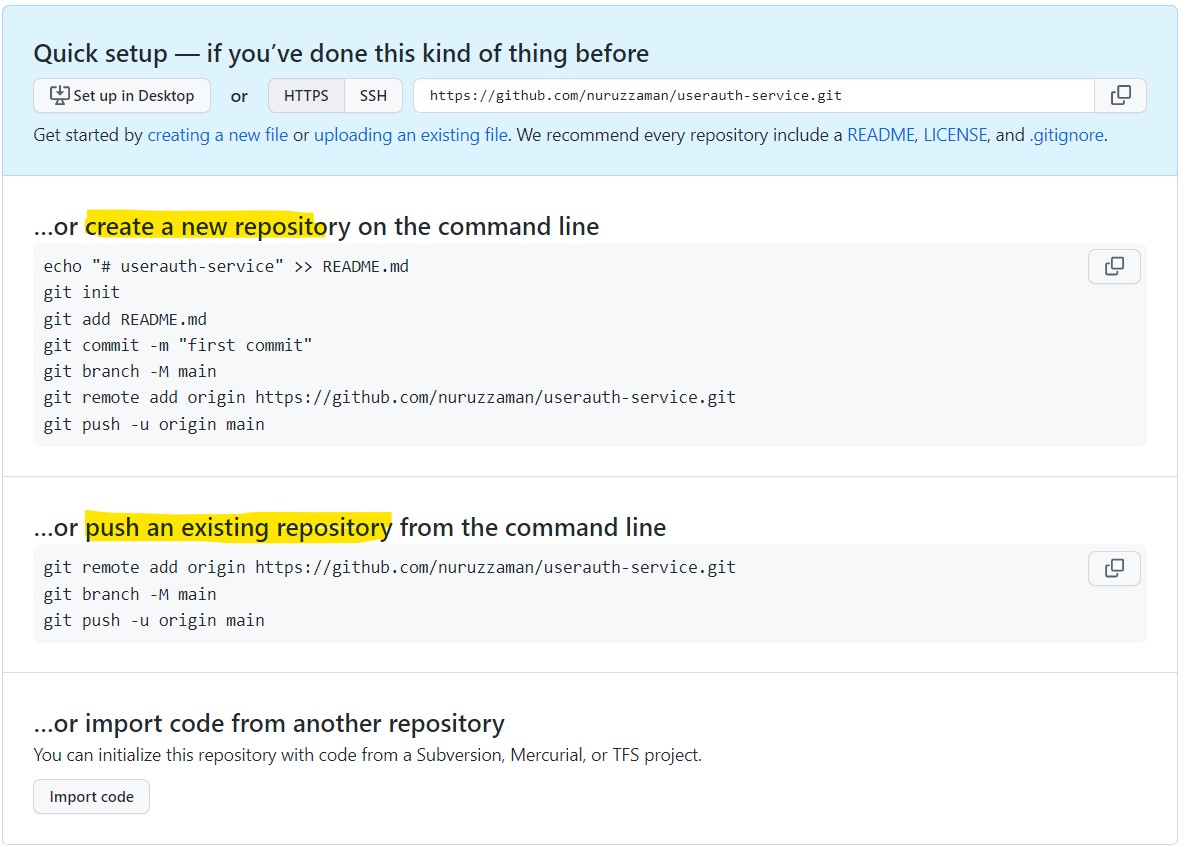 Quick setup — if you’ve done this kind of thing before
Set up in Desktop or HTTPS SSH https://github.com/nuruzzaman/userauth-service.git
Get started by creating a new file or uploading an existing file. We recommend every repository include a README, LICENSE, and .gitignore.
...or create a new repository on the command line
echo "# userauth-service" >> README.md
git init
git add README.md
git commit -m "first commit"
git branch -M main
git remote add origin https://github.com/nuruzzaman/userauth-service.git
git push -u origin main
...or push an existing repository from the command line
git remote add origin https://github.com/nuruzzaman/userauth-service.git
git branch -M main
git push -u origin main
...or import code from another repository
You can initialize this repository with code from a Subversion, Mercurial, or TFS project.
Import code